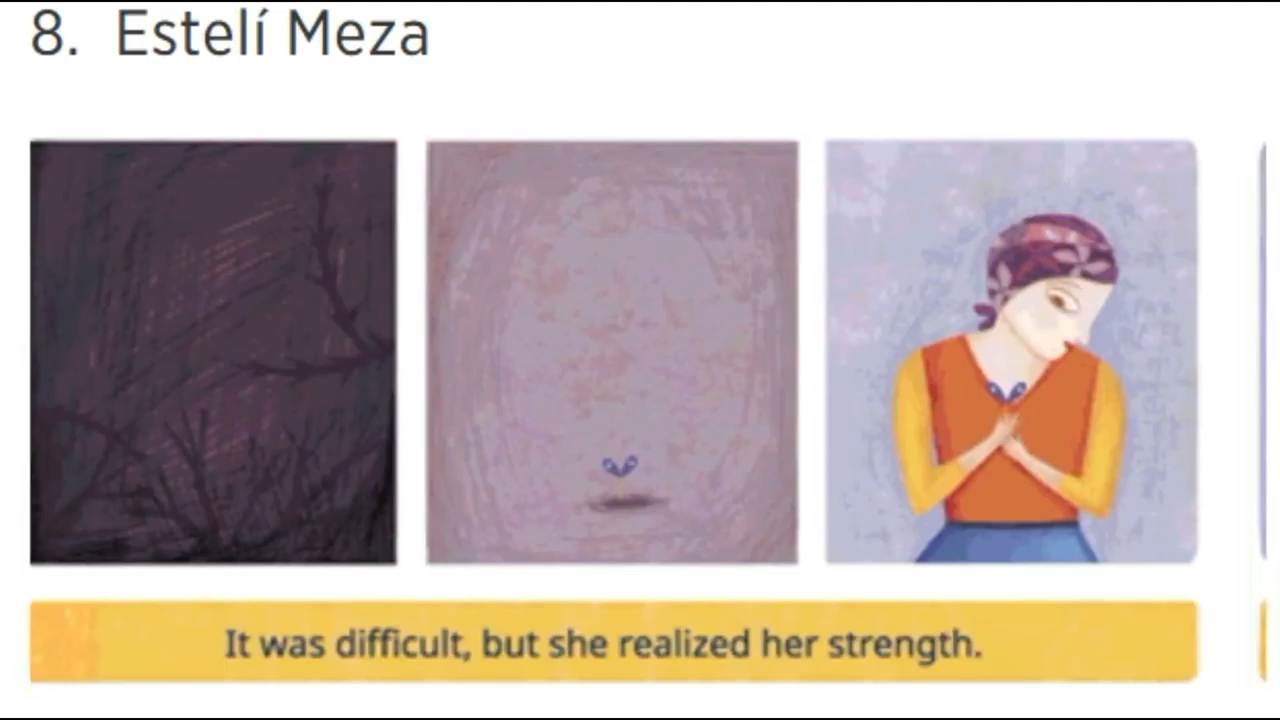 8. Estelí Meza
It was difficult, but she realized her strength.